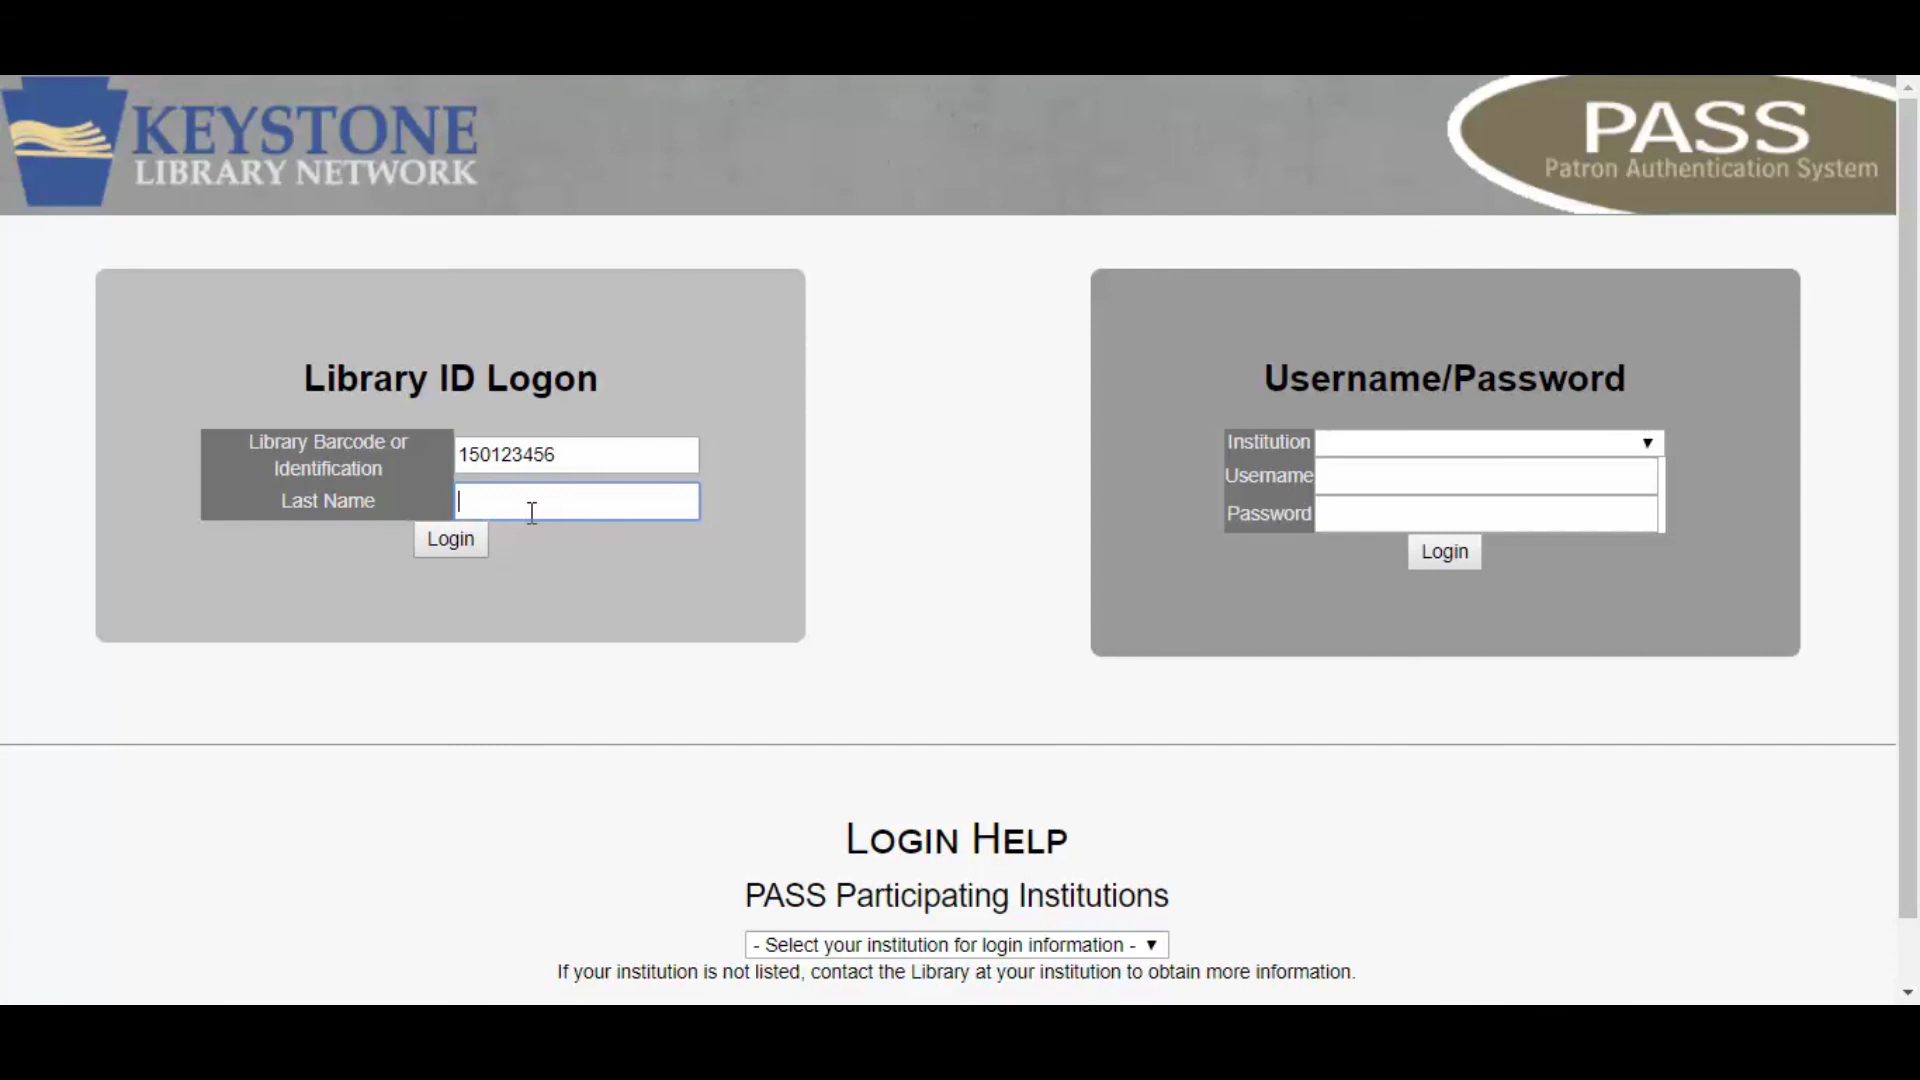 KEYSTONE
LIBRARY NETWORK
PASS
Patron Authentication System
Library ID Logon
Library Barcode or
Identification
150123456
Last Name
Login
Username/Password
Institution
Username
Password
Login
LOGIN HELP
PASS Participating Institutions
- Select your institution for login information -
If your institution is not listed, contact the Library at your institution to obtain more information.